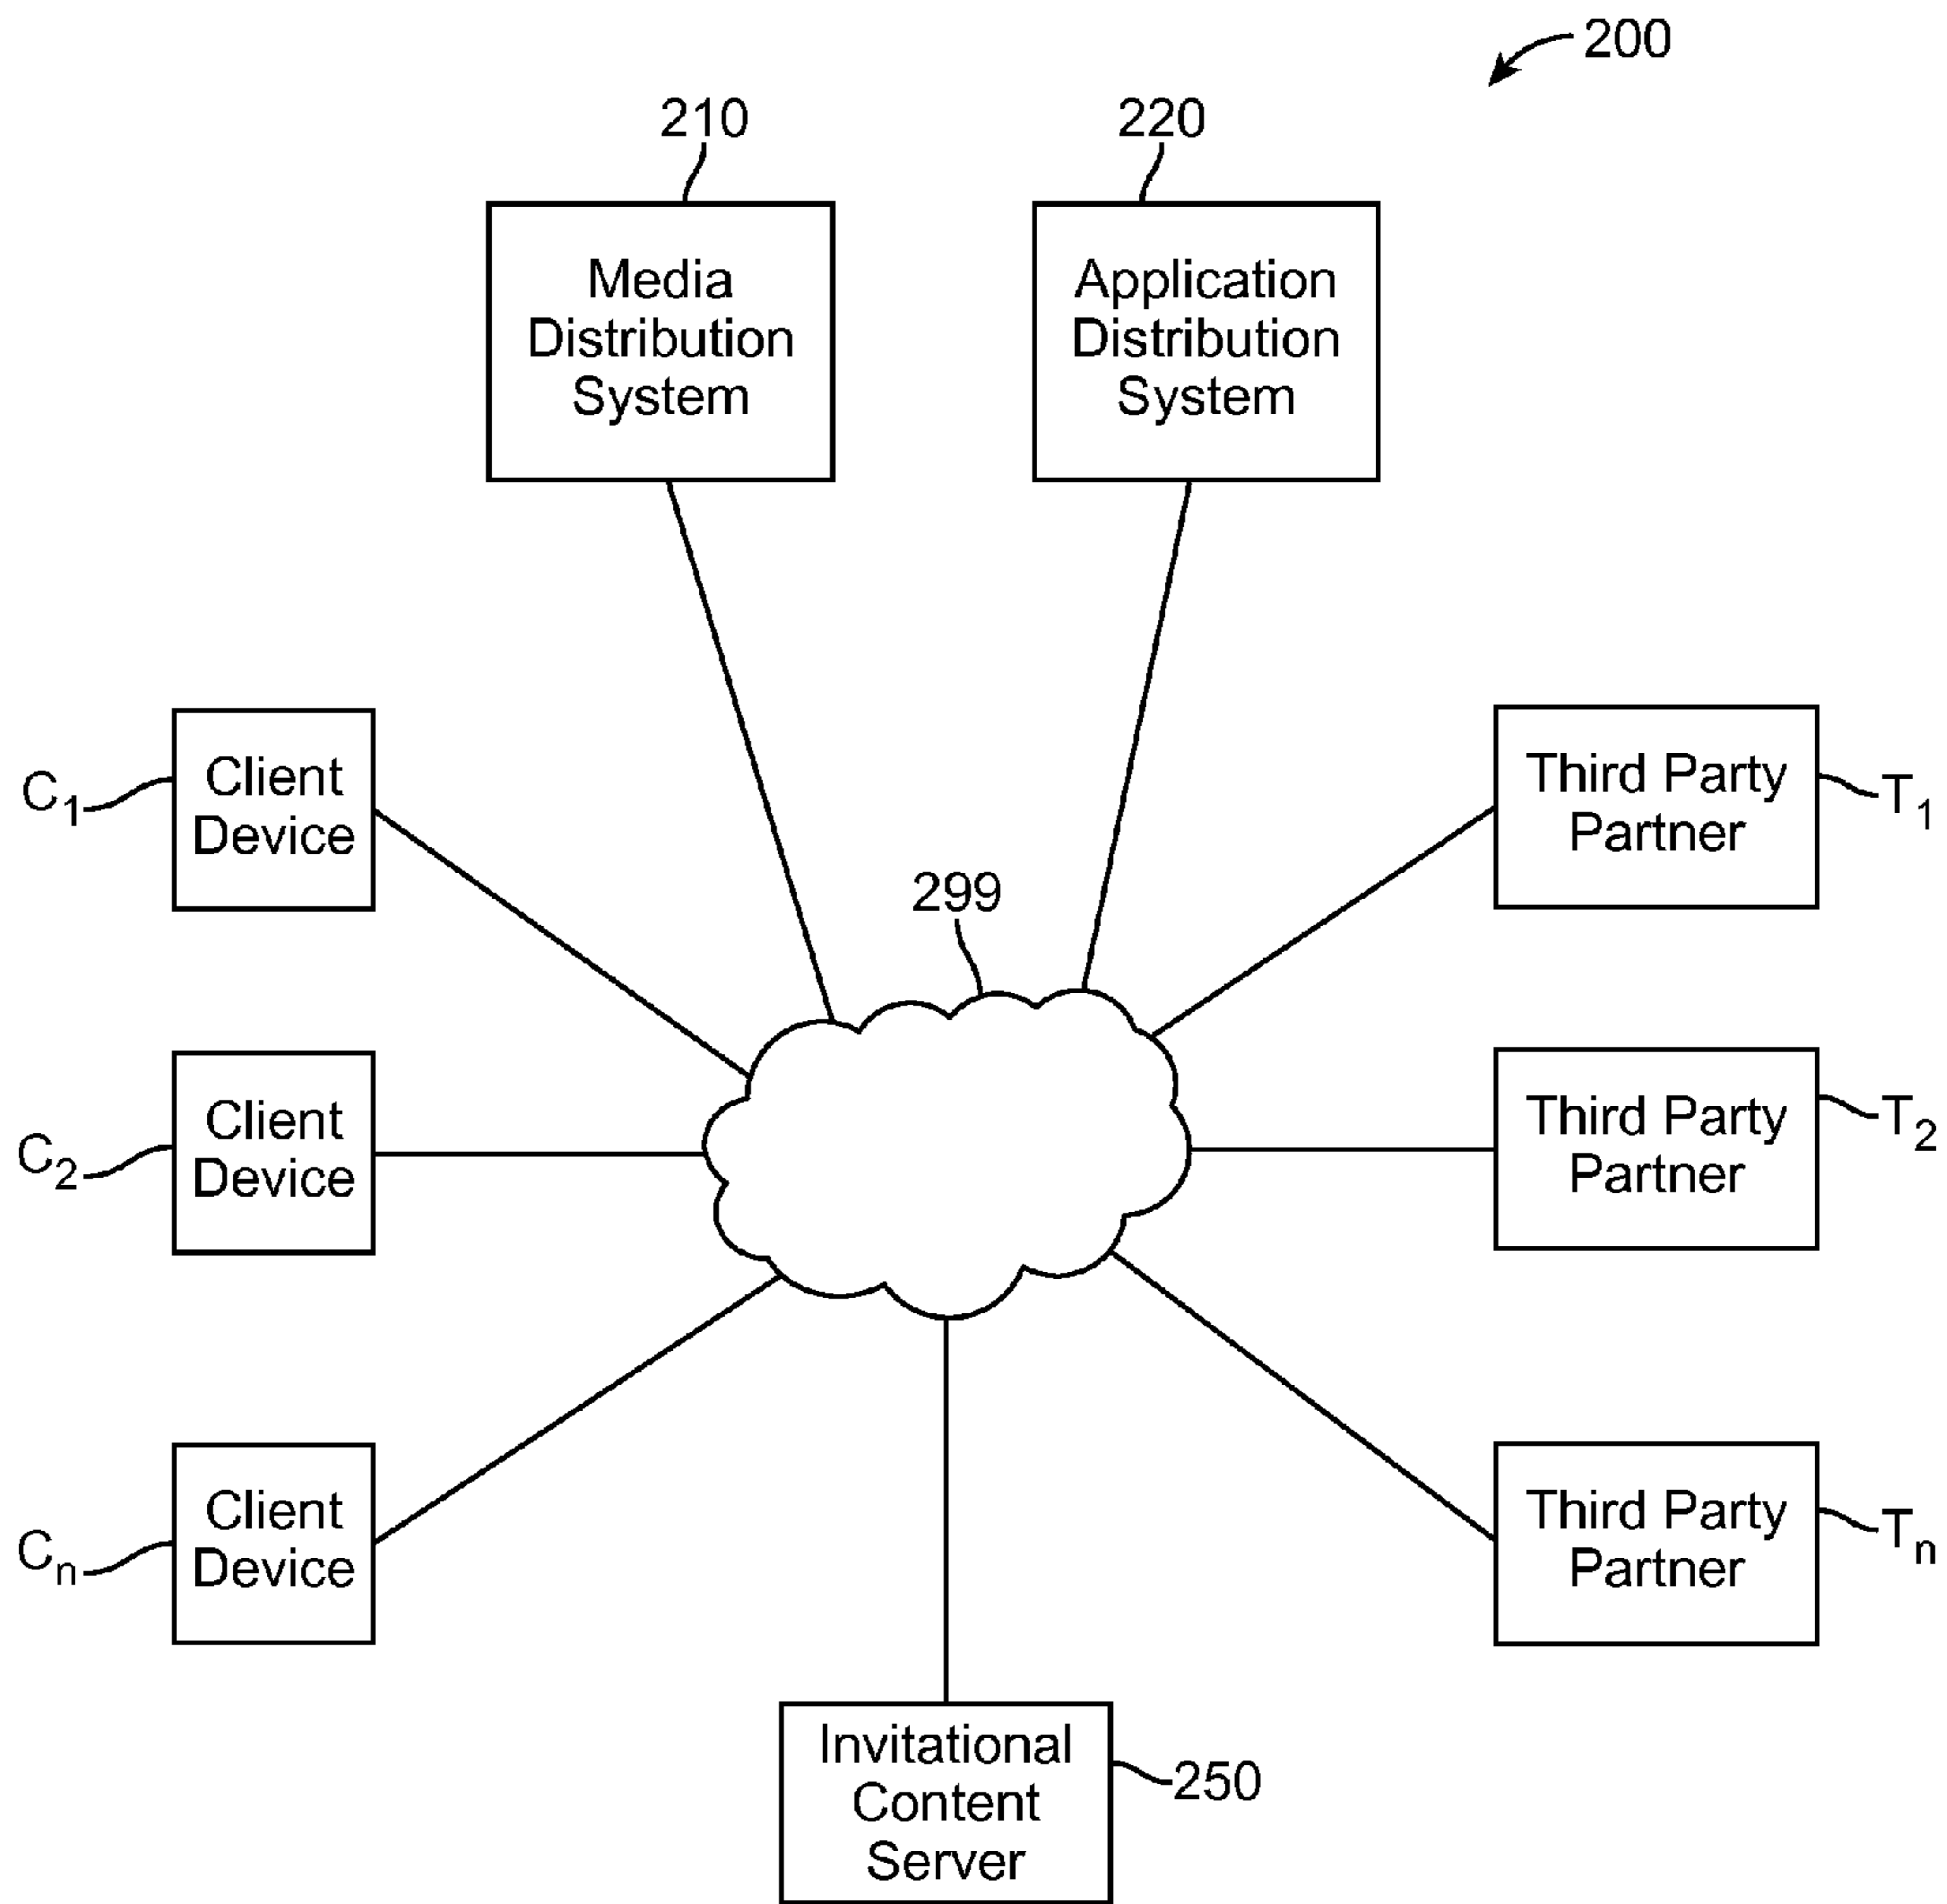 200
210
220
Media
Distribution
System
Application
Distribution
System
C1
Client
Device
Third Party
Partner
T1
299
C2
Client
Device
Third Party
Partner
T2
Cn
Client
Device
Third Party
Partner
Tn
Invitational
Content
Server
250